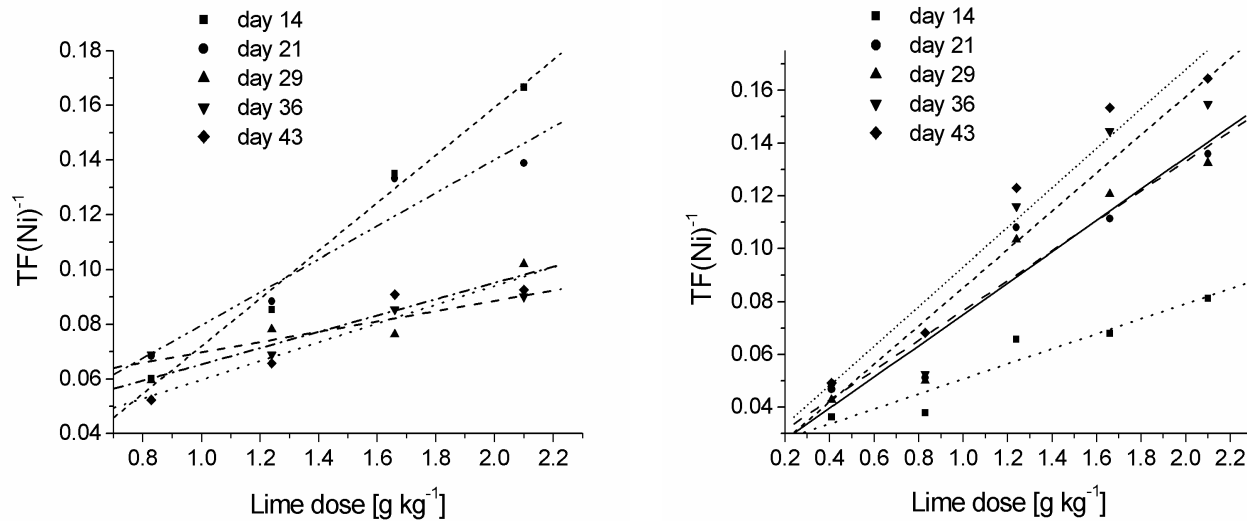 day 14
day 21
day 29
day 36
day 43
0.18
0.16
0.14
0.12
0.10
0.08
0.06
0.04
TF(Ni)⁻¹
0.8 1.0 1.2 1.4 1.6 1.8 2.0 2.2
Lime dose [g kg⁻¹]
day 14
day 21
day 29
day 36
day 43
0.16
0.14
0.12
0.10
0.08
0.06
0.04
TF(Ni)⁻¹
0.2 0.4 0.6 0.8 1.0 1.2 1.4 1.6 1.8 2.0 2.2
Lime dose [g kg⁻¹]